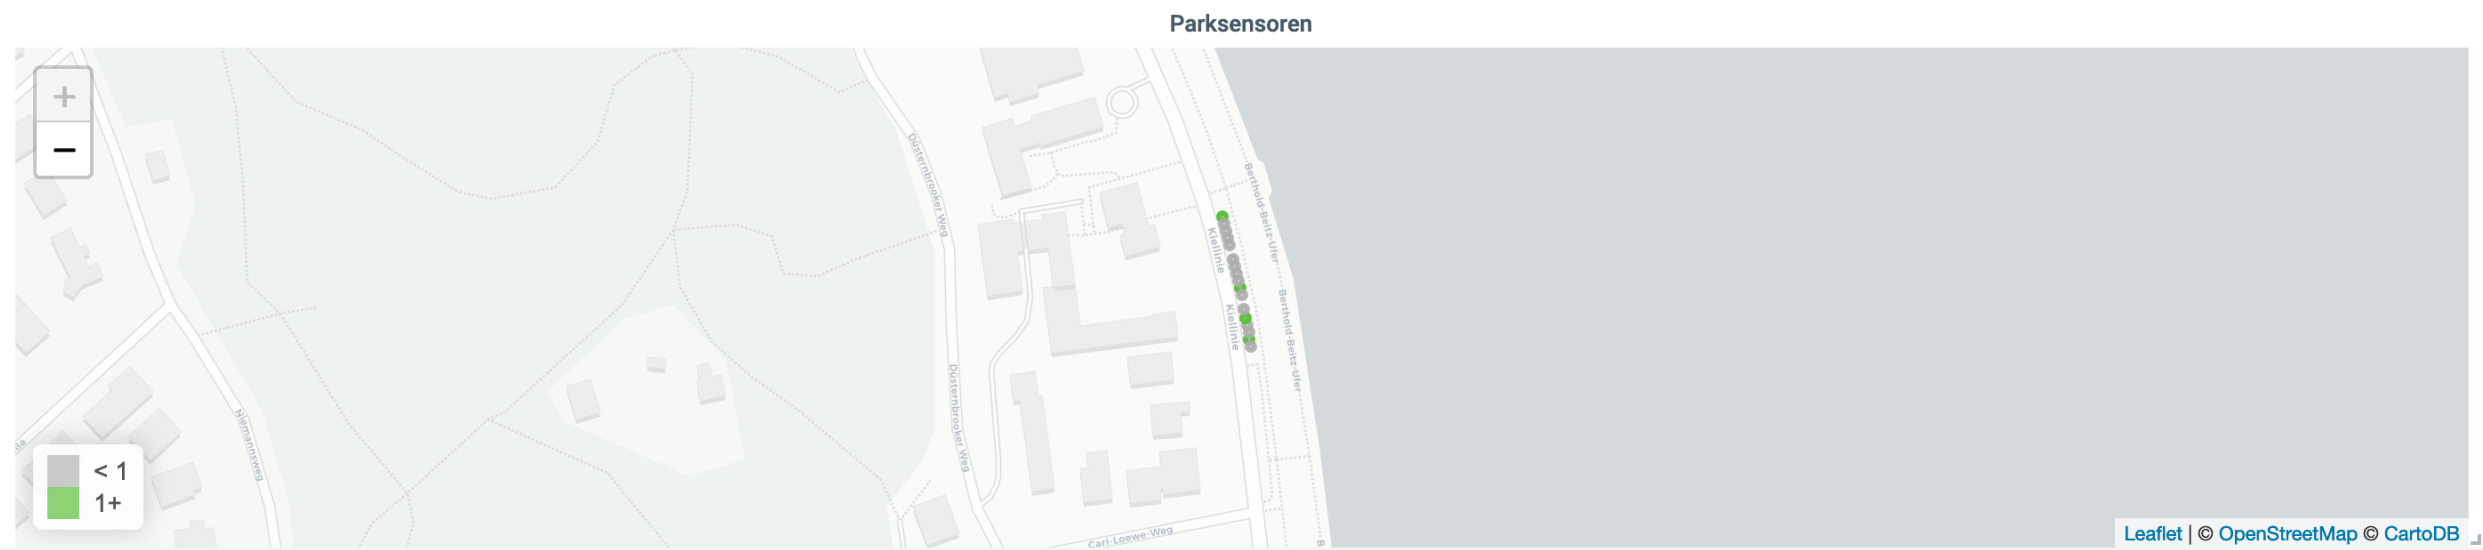 Parksensoren
+
−
Düsternbrooker Weg
Berthold-Beitz-Ufer
Kiellinie
Kiellinie
Berthold-Beitz-Ufer
Düsternbrooker Weg
Niemannsweg
< 1
1+
Carl-Loewe-Weg
B
Leaflet | © OpenStreetMap © CartoDB